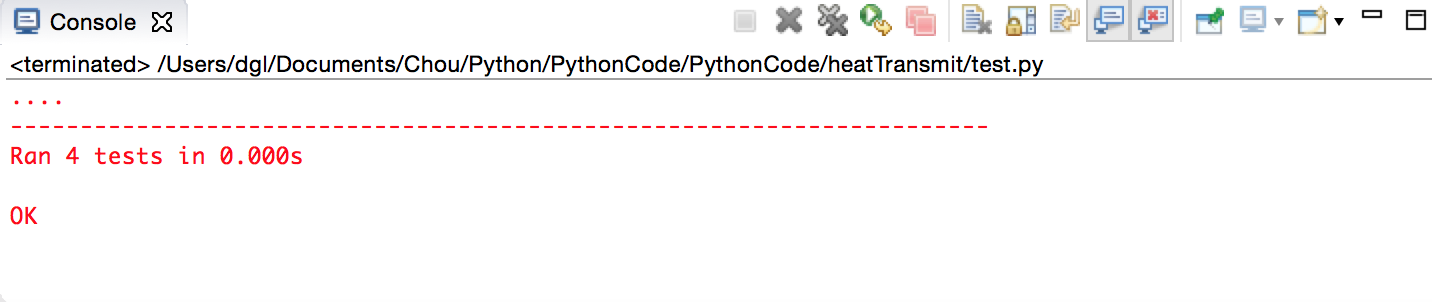 Console
<terminated> /Users/dgl/Documents/Chou/Python/PythonCode/PythonCode/heatTransmit/test.py
....
----------------------------------------------------------------------
Ran 4 tests in 0.000s
OK